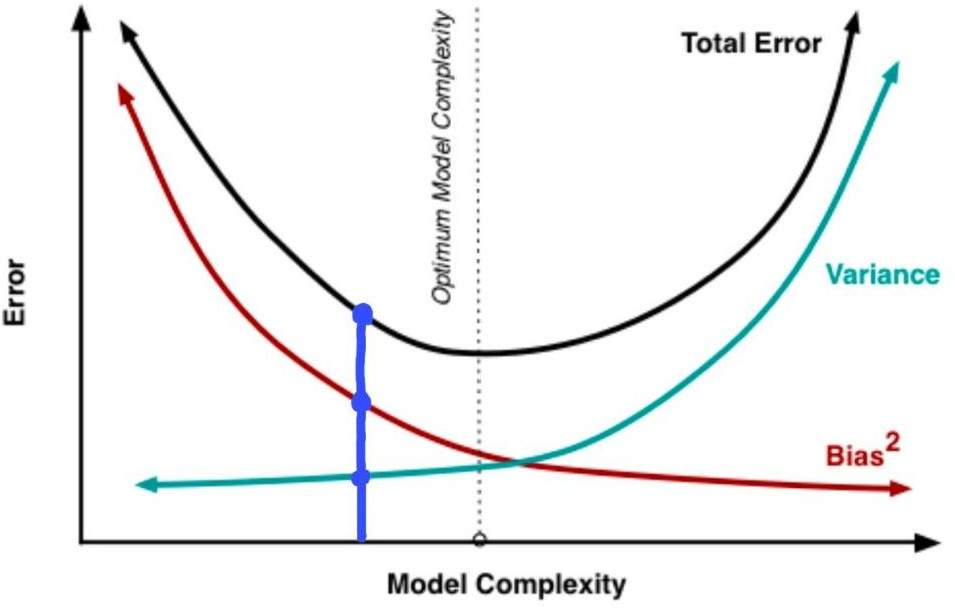 Optimum Model Complexity
Total Error
Error
Variance
Bias²
Model Complexity